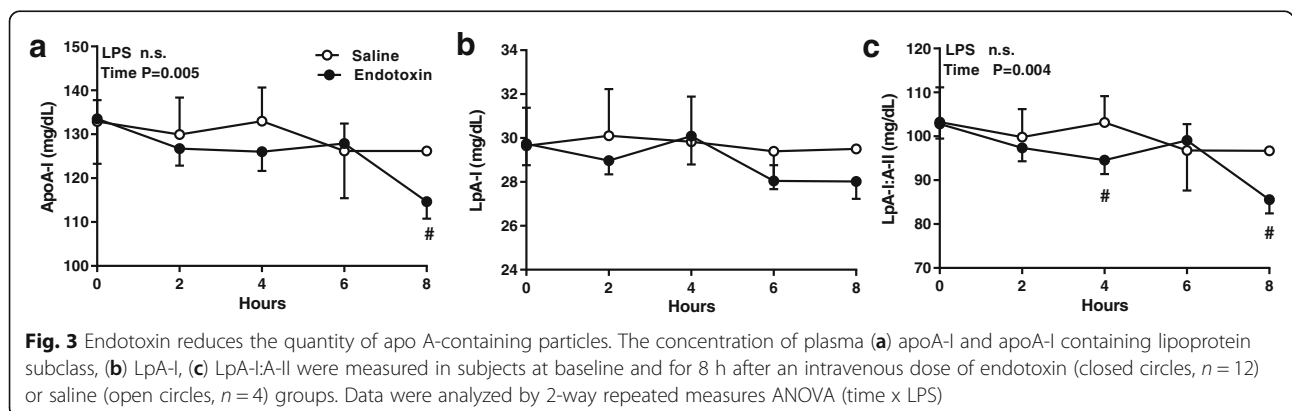 a
LPS n.s.
Time P=0.005
Saline
Endotoxin
ApoA-I (mg/dL)
150
140
130
120
110
100
0 2 4 6 8
Hours
#
b
LpA-I (mg/dL)
34
32
30
28
26
24
0 2 4 6 8
Hours
c
LPS n.s.
Time P=0.004
LpA-I:A-II (mg/dL)
120
110
100
90
80
70
0 2 4 6 8
Hours
#
#
Fig. 3 Endotoxin reduces the quantity of apo A-containing particles. The concentration of plasma (a) apoA-I and apoA-I containing lipoprotein
subclass, (b) LpA-I, (c) LpA-I:A-II were measured in subjects at baseline and for 8 h after an intravenous dose of endotoxin (closed circles, n = 12)
or saline (open circles, n = 4) groups. Data were analyzed by 2-way repeated measures ANOVA (time x LPS)